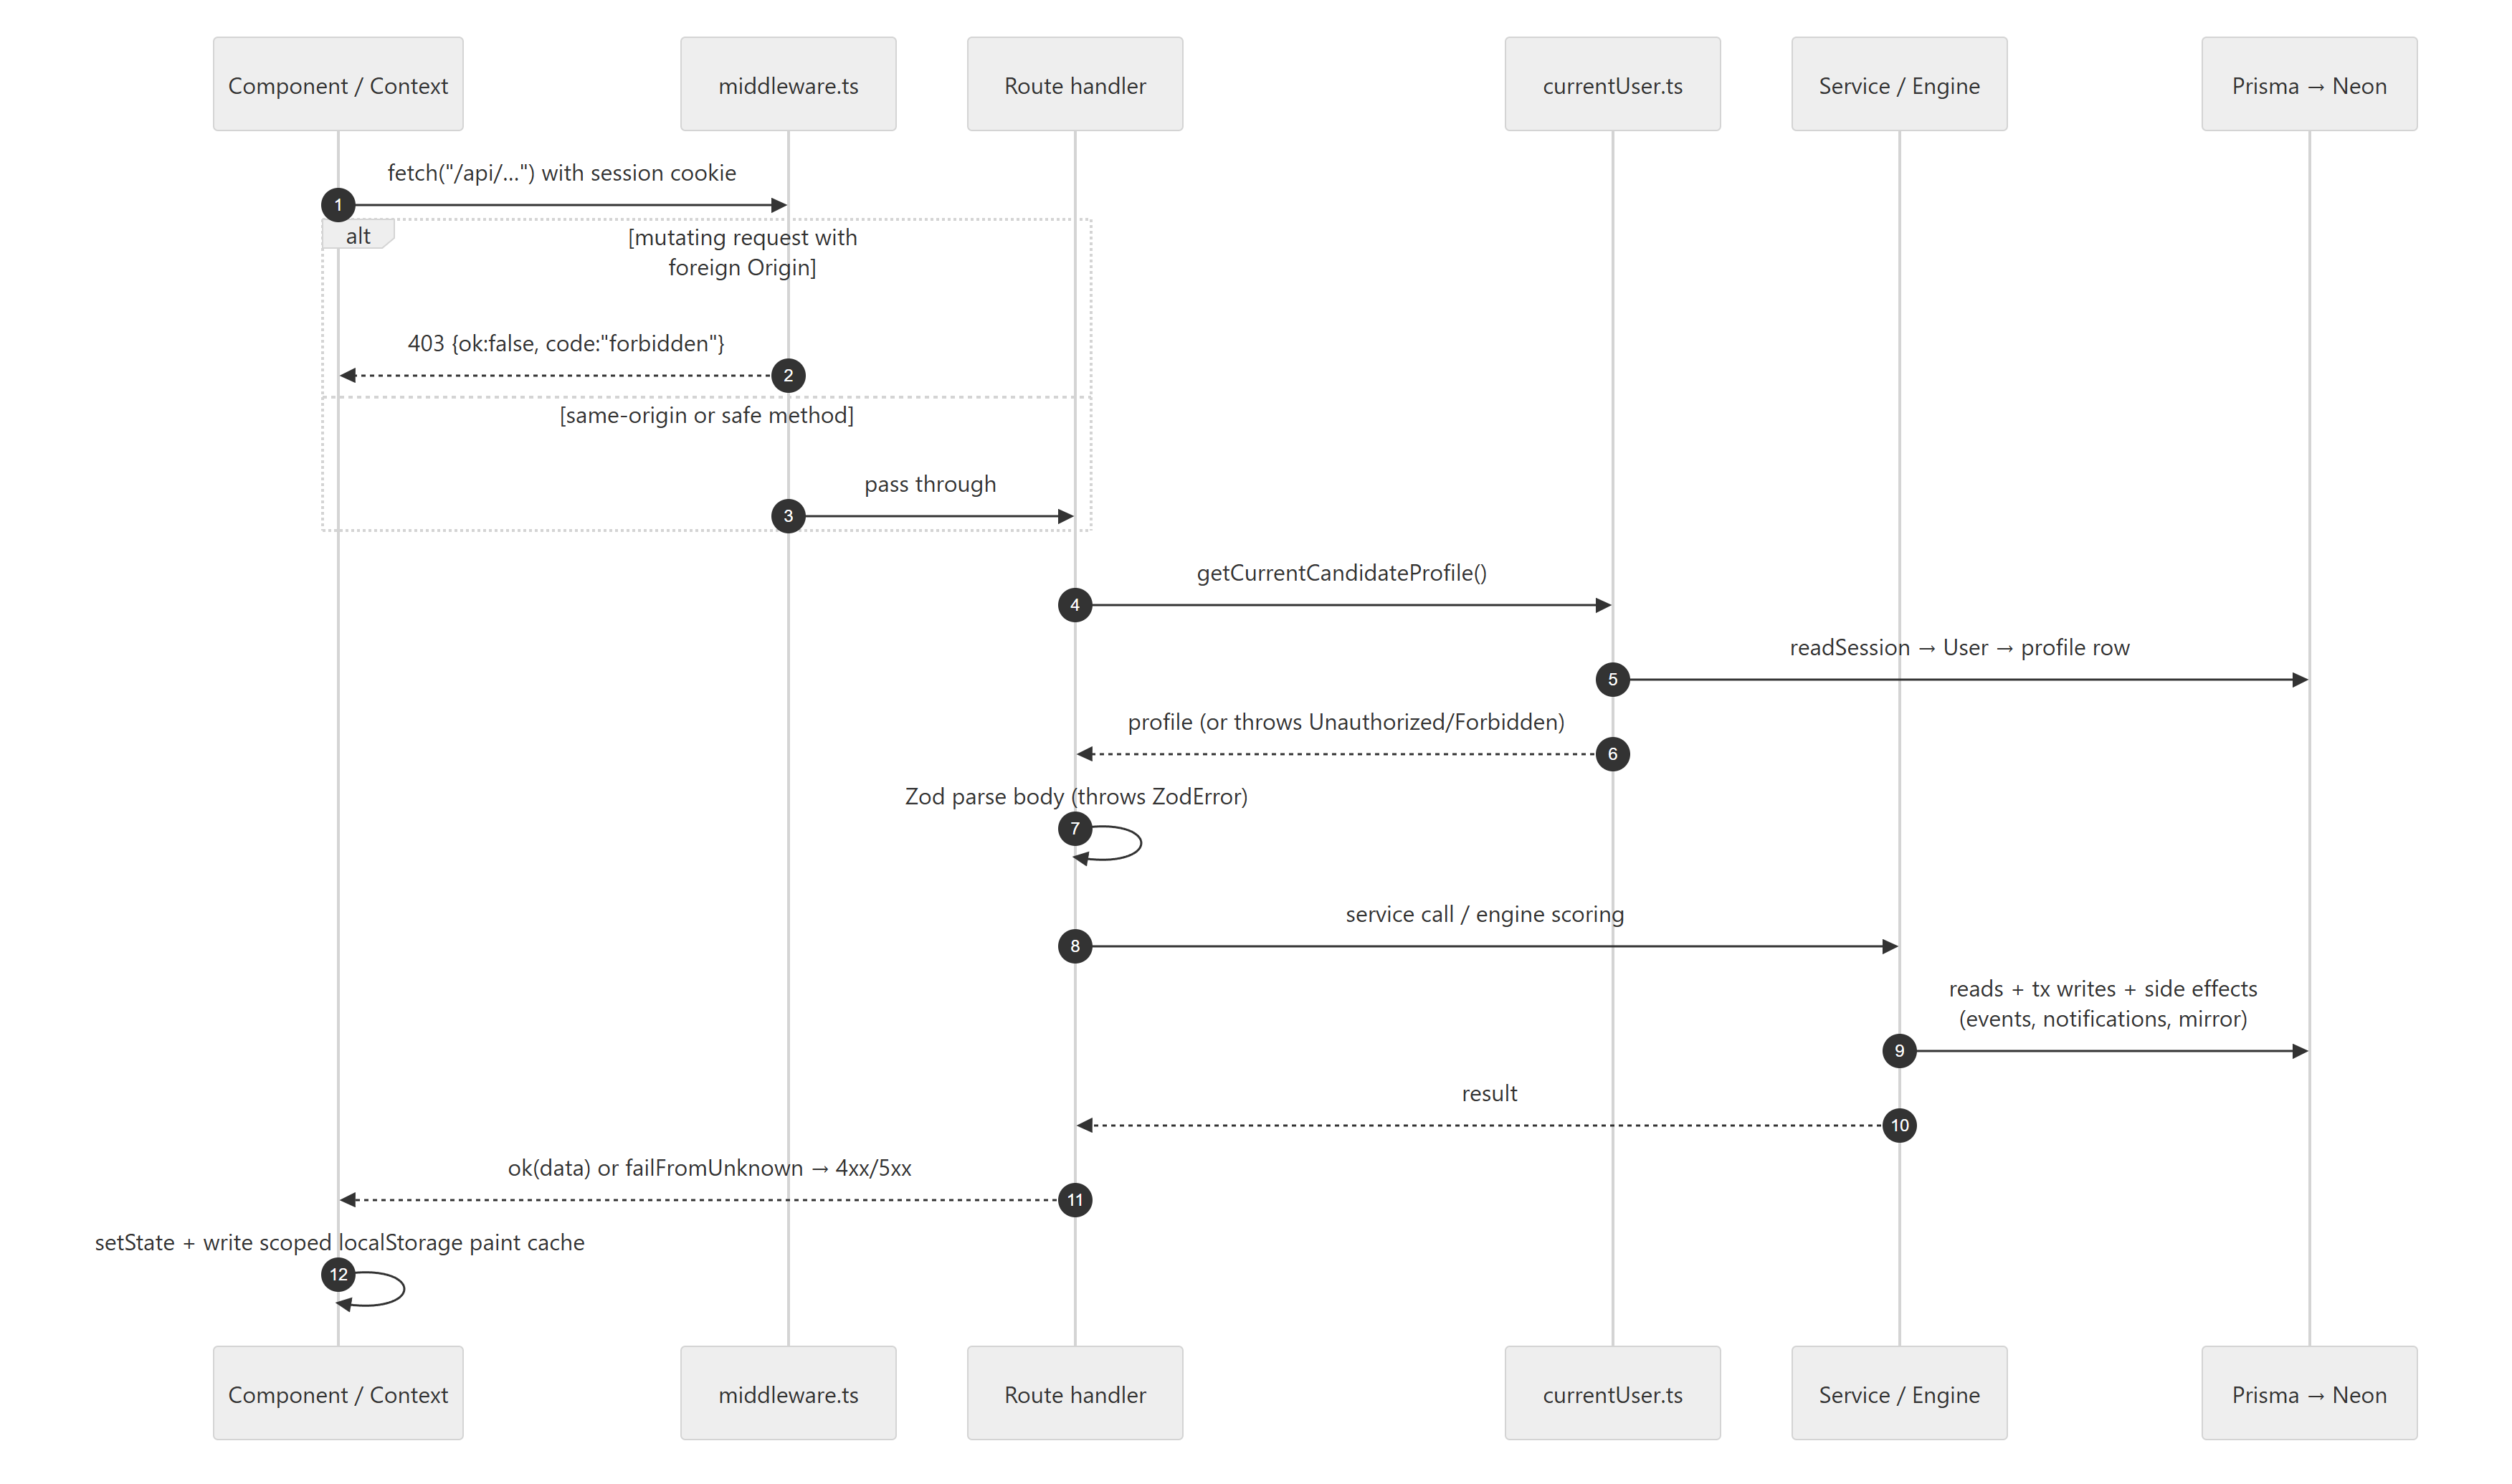 Component / Context
middleware.ts
Route handler
currentUser.ts
Service / Engine
Prisma → Neon
fetch("/api/...") with session cookie
1
alt
[mutating request with
foreign Origin]
403 {ok:false, code:"forbidden"}
2
[same-origin or safe method]
pass through
3
getCurrentCandidateProfile()
4
readSession → User → profile row
5
profile (or throws Unauthorized/Forbidden)
6
Zod parse body (throws ZodError)
7
service call / engine scoring
8
reads + tx writes + side effects
(events, notifications, mirror)
9
result
10
ok(data) or failFromUnknown → 4xx/5xx
11
setState + write scoped localStorage paint cache
12
Component / Context
middleware.ts
Route handler
currentUser.ts
Service / Engine
Prisma → Neon